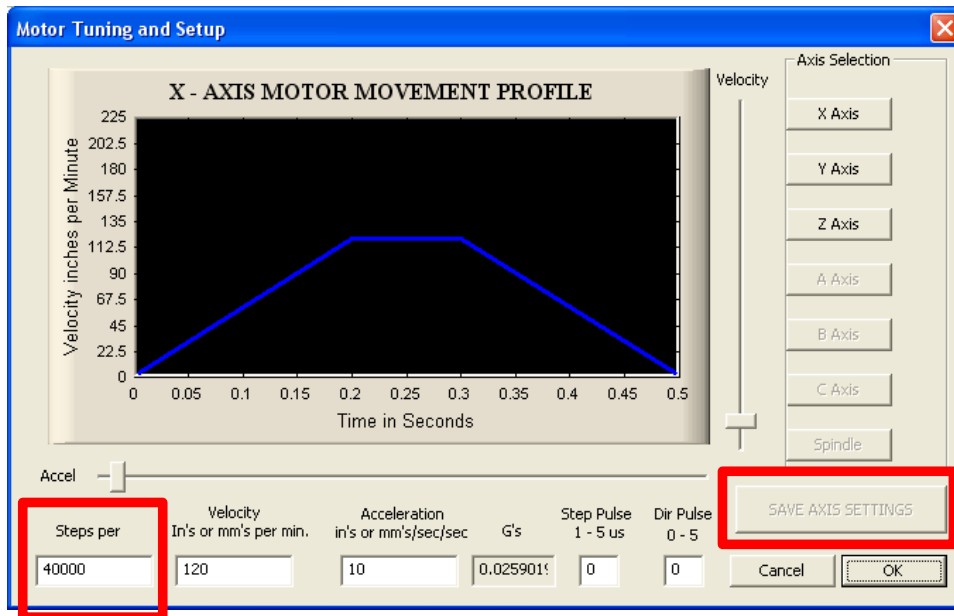 Motor Tuning and Setup
X - AXIS MOTOR MOVEMENT PROFILE
Velocity inches per Minute
225
202.5
180
157.5
135
112.5
90
67.5
45
22.5
0
0 0.05 0.1 0.15 0.2 0.25 0.3 0.35 0.4 0.45 0.5
Time in Seconds
Velocity
Axis Selection
X Axis
Y Axis
Z Axis
A Axis
B Axis
C Axis
Spindle
Accel
Steps per
40000
Velocity
In's or mm's per min.
120
Acceleration
in's or mm's/sec/sec
10
G's
0.0259019
Step Pulse
1 - 5 us
0
Dir Pulse
0 - 5
0
SAVE AXIS SETTINGS
Cancel
OK